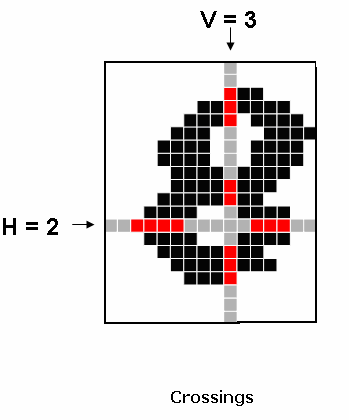 V = 3
H = 2
Crossings